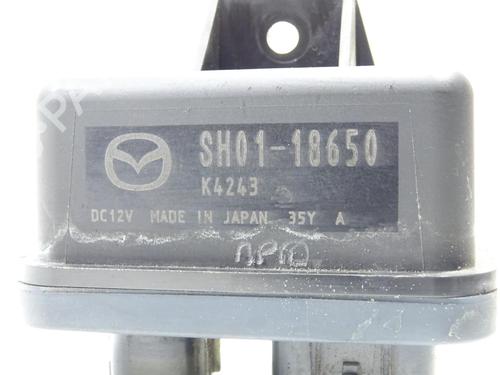 SH01-18650
K4243
DC12V MADE IN JAPAN 35Y A